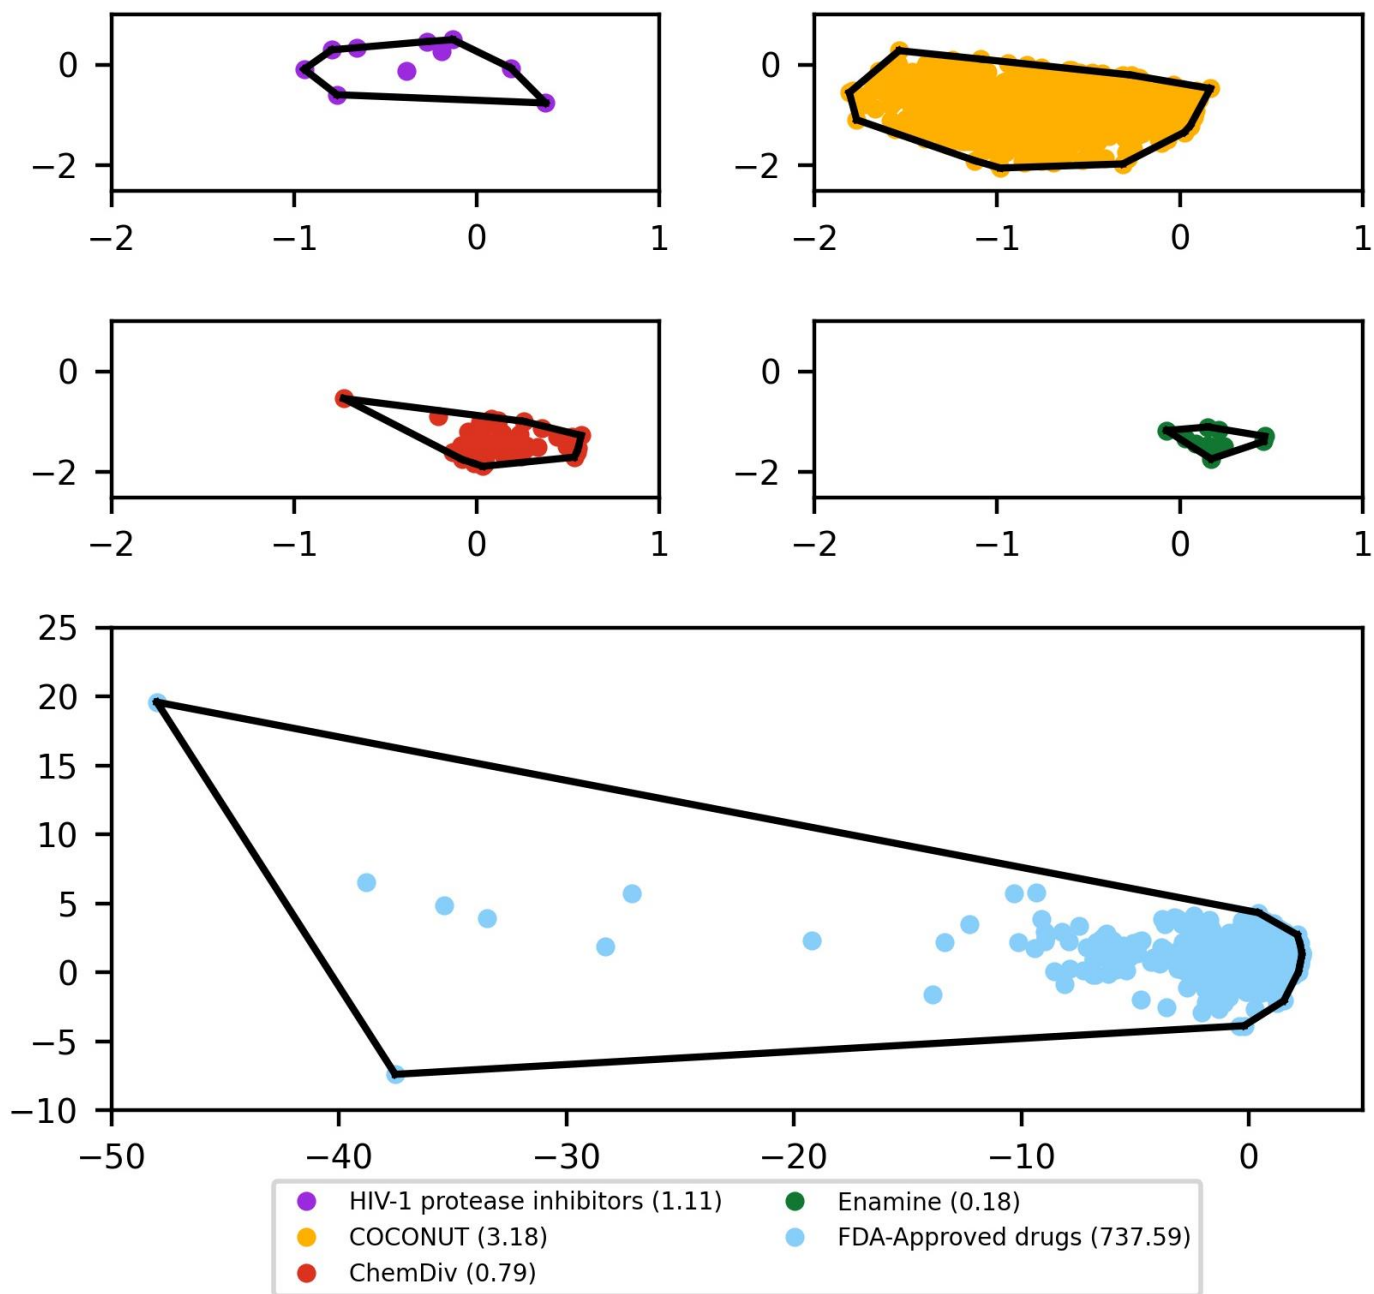 0
−2
−2 −1 0 1
0
−2
−2 −1 0 1
0
−2
−2 −1 0 1
0
−2
−2 −1 0 1
25
20
15
10
5
0
−5
−10
−50 −40 −30 −20 −10 0
HIV-1 protease inhibitors (1.11)
COCONUT (3.18)
ChemDiv (0.79)
Enamine (0.18)
FDA-Approved drugs (737.59)